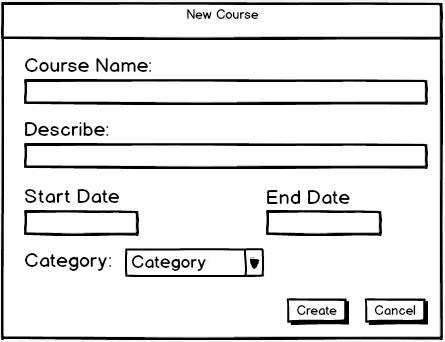 New Course
Course Name:
Describe:
Start Date End Date
Category: Category
Create Cancel